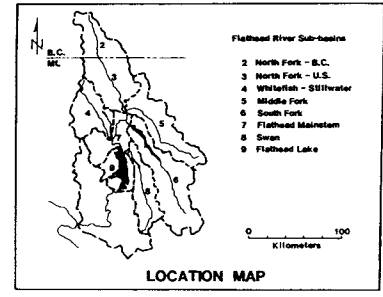 N
B.C.
Mt.
2
3
4
5
7
9
6
8
Flathead River Sub-basins
2 North Fork - B.C.
3 North Fork - U.S.
4 Whitefish - Stillwater
5 Middle Fork
6 South Fork
7 Flathead Mainstem
8 Swan
9 Flathead Lake
0 100
Kilometers
LOCATION MAP